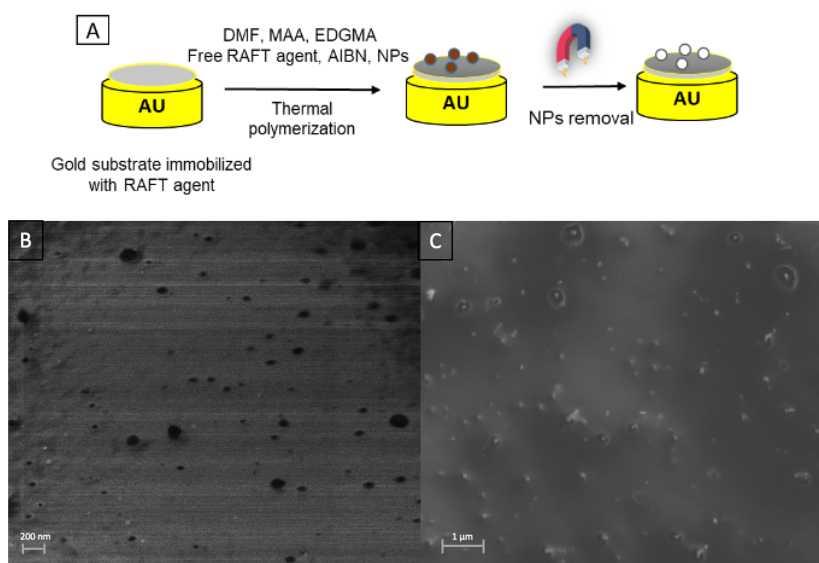 A
DMF, MAA, EDGMA
Free RAFT agent, AIBN, NPs
AU
Thermal
polymerization
AU
NPs removal
AU
Gold substrate immobilized
with RAFT agent
B
C
200 nm
1 µm